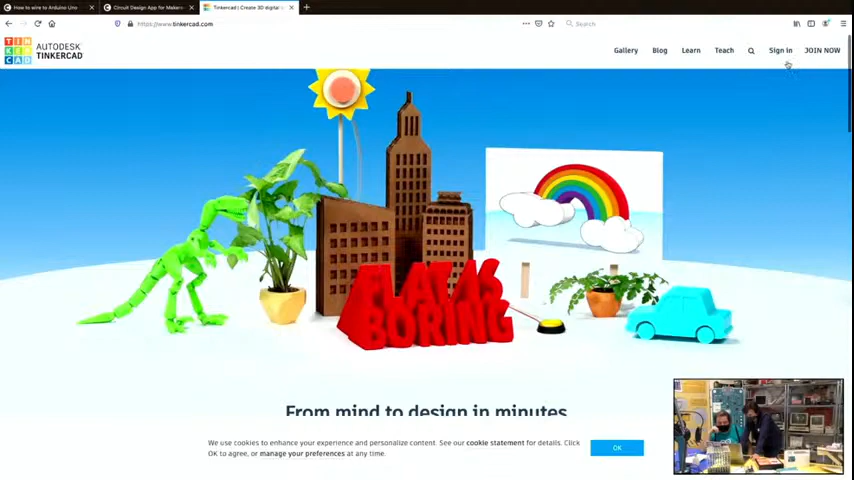 How to wire to Arduino Uno
Circuit Design App for Makers
Tinkercad | Create 3D digital
https://www.tinkercad.com
Search
TIN
KER
CAD
AUTODESK
TINKERCAD
Gallery
Blog
Learn
Teach
Sign in
JOIN NOW
FLAT IS
BORING
From mind to design in minutes
We use cookies to enhance your experience and personalize content. See our cookie statement for details. Click
OK to agree, or manage your preferences at any time.
OK